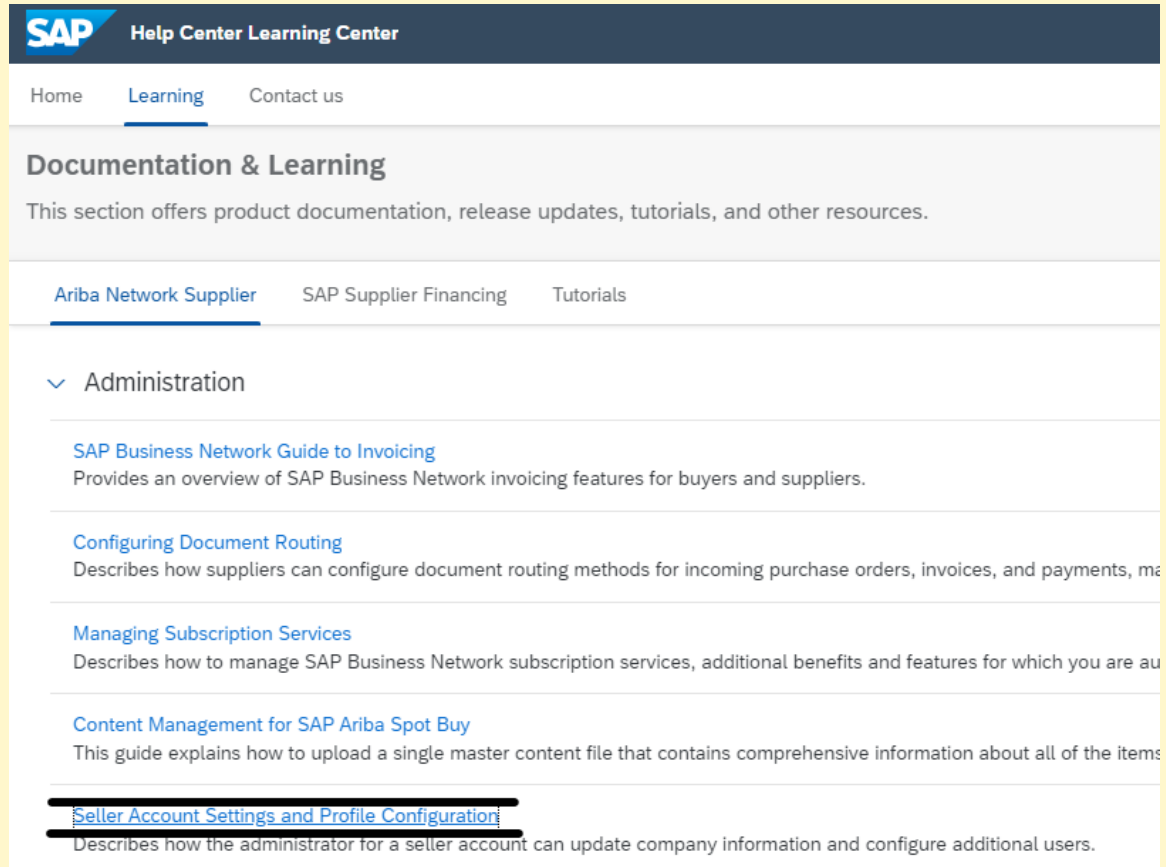 SAP Help Center Learning Center
Home Learning Contact us
Documentation & Learning
This section offers product documentation, release updates, tutorials, and other resources.
Ariba Network Supplier SAP Supplier Financing Tutorials
Administration
SAP Business Network Guide to Invoicing
Provides an overview of SAP Business Network invoicing features for buyers and suppliers.
Configuring Document Routing
Describes how suppliers can configure document routing methods for incoming purchase orders, invoices, and payments,
Managing Subscription Services
Describes how to manage SAP Business Network subscription services, additional benefits and features for which you are
Content Management for SAP Ariba Spot Buy
This guide explains how to upload a single master content file that contains comprehensive information about all of the items
Seller Account Settings and Profile Configuration
Describes how the administrator for a seller account can update company information and configure additional users.